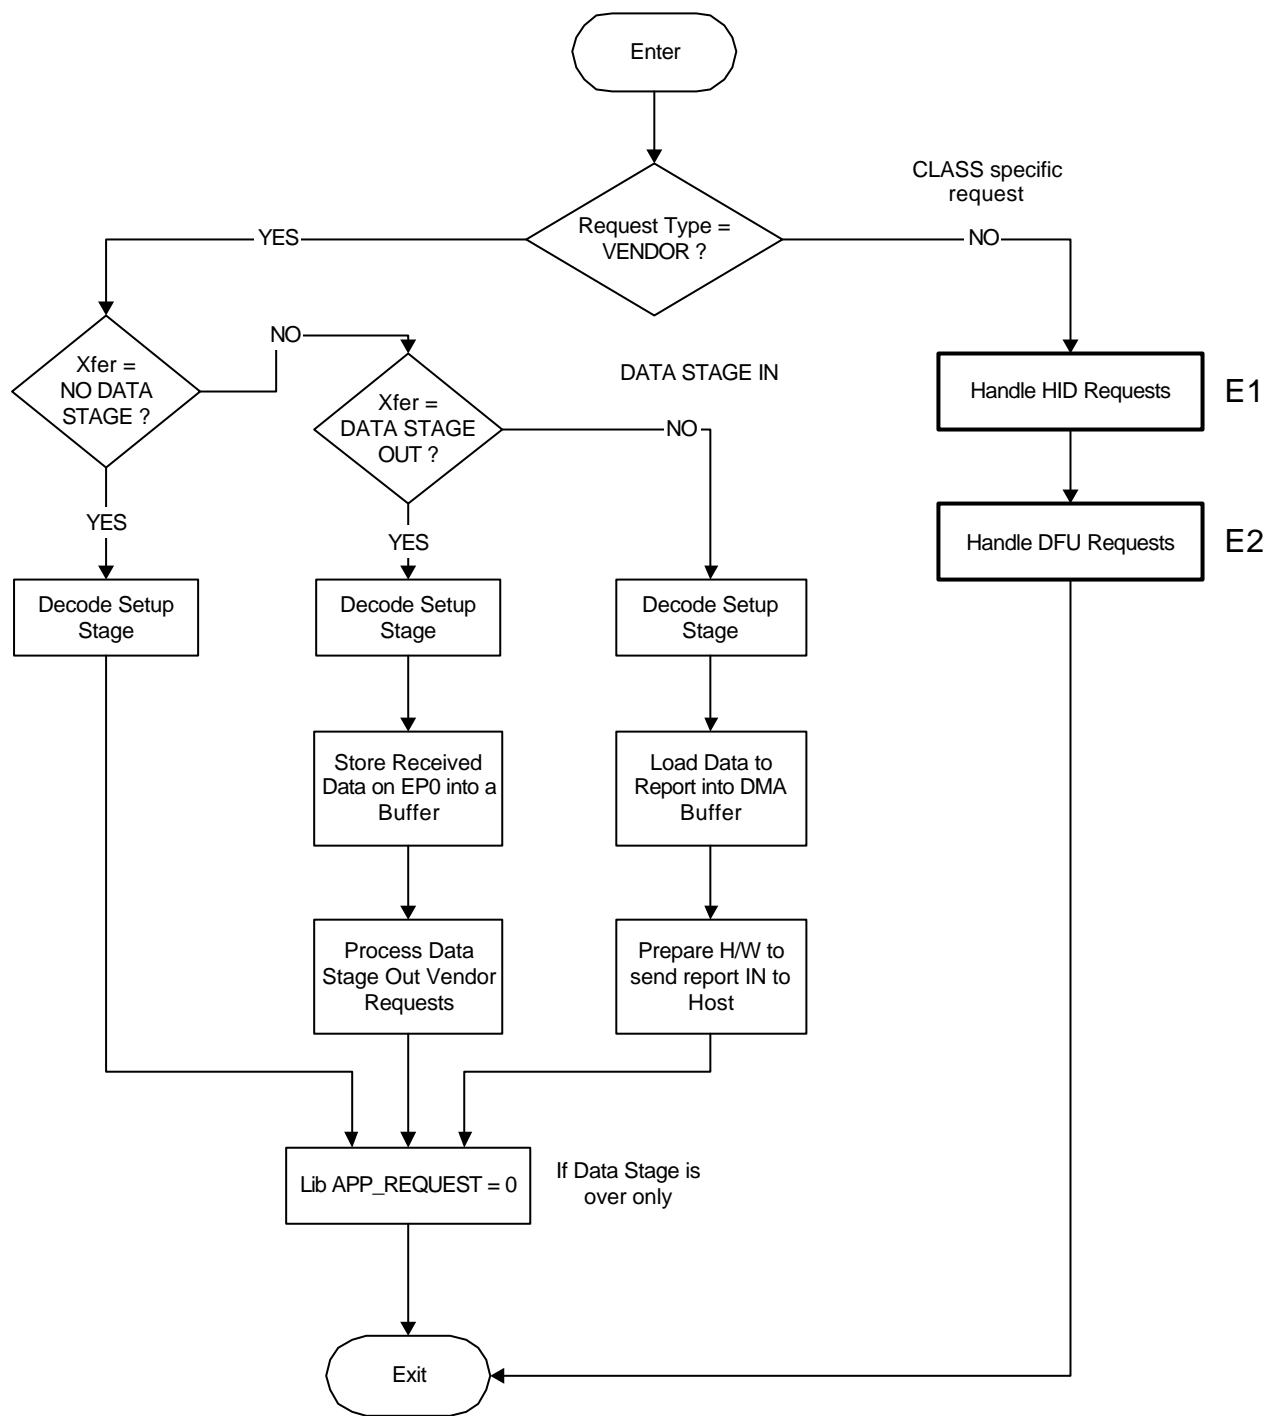 Enter
CLASS specific
request
Request Type =
VENDOR ?
YES
NO
Xfer =
NO DATA
STAGE ?
NO
DATA STAGE IN
Xfer =
DATA STAGE
OUT ?
NO
Handle HID Requests
E1
YES
YES
Handle DFU Requests
E2
Decode Setup
Stage
Decode Setup
Stage
Decode Setup
Stage
Store Received
Data on EP0 into a
Buffer
Load Data to
Report into DMA
Buffer
Process Data
Stage Out Vendor
Requests
Prepare H/W to
send report IN to
Host
Lib APP_REQUEST = 0
If Data Stage is
over only
Exit